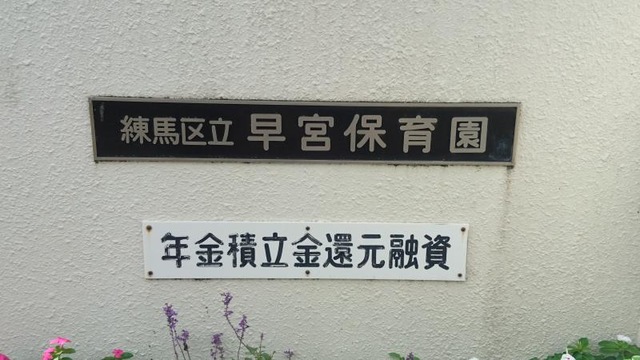 練馬区立 早宮保育園
年金積立金還元融資